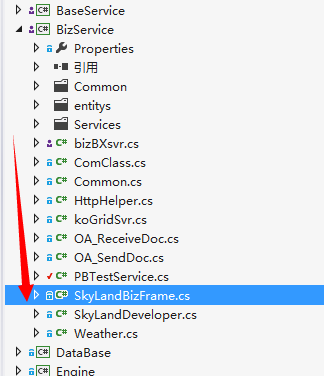 BaseService
BizService
Properties
引用
Common
entitys
Services
bizBXsvr.cs
ComClass.cs
Common.cs
HttpHelper.cs
koGridSvr.cs
OA_ReceiveDoc.cs
OA_SendDoc.cs
PBTestService.cs
SkyLandBizFrame.cs
SkyLandDeveloper.cs
Weather.cs
DataBase
Engine